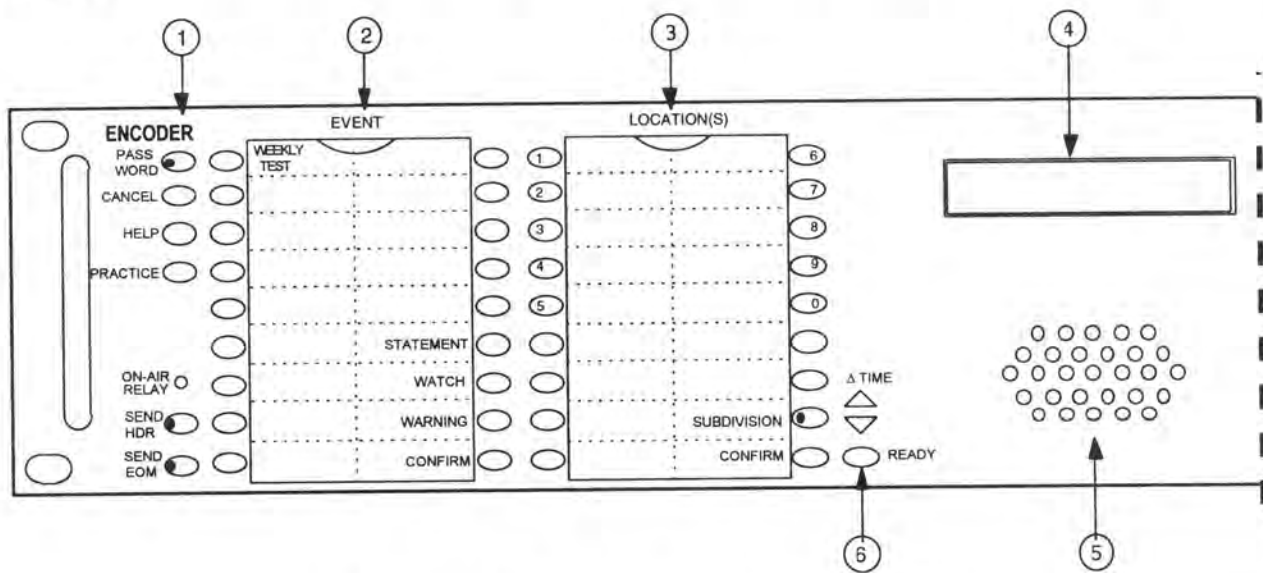 1 2 3 4
ENCODER
EVENT
LOCATION(S)
PASS
WORD
WEEKLY
TEST
1
6
CANCEL
2
7
HELP
3
8
PRACTICE
4
9
5
0
STATEMENT
ON-AIR
RELAY
WATCH
Δ TIME
SEND
HDR
WARNING
SUBDIVISION
SEND
EOM
CONFIRM
CONFIRM
READY
6
5